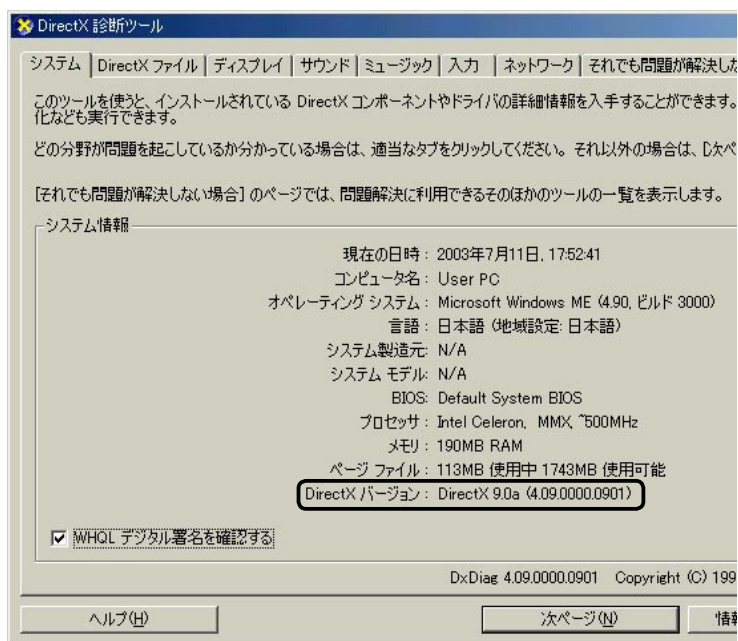 DirectX 診断ツール
システム DirectX ファイル ディスプレイ サウンド ミュージック 入力 ネットワーク それでも問題が解決しな
このツールを使うと、インストールされている DirectX コンポーネントやドライバの詳細情報を入手することができます。
化なども実行できます。
どの分野が問題を起こしているか分かっている場合は、適当なタブをクリックしてください。それ以外の場合は、[次ペ
[それでも問題が解決しない場合] のページでは、問題解決に利用できるそのほかのツールの一覧を表示します。
システム情報
現在の日時 : 2003年7月11日, 17:52:41
コンピュータ名 : User PC
オペレーティング システム : Microsoft Windows ME (4.90, ビルド 3000)
言語 : 日本語 (地域設定: 日本語)
システム製造元: N/A
システム モデル: N/A
BIOS: Default System BIOS
プロセッサ : Intel Celeron, MMX, ~500MHz
メモリ : 190MB RAM
ページ ファイル : 113MB 使用中 1743MB 使用可能
DirectX バージョン : DirectX 9.0a (4.09.0000.0901)
WHQL デジタル署名を確認する
DxDiag 4.09.0000.0901 Copyright (C) 199
ヘルプ(H) 次ページ(N) 情報